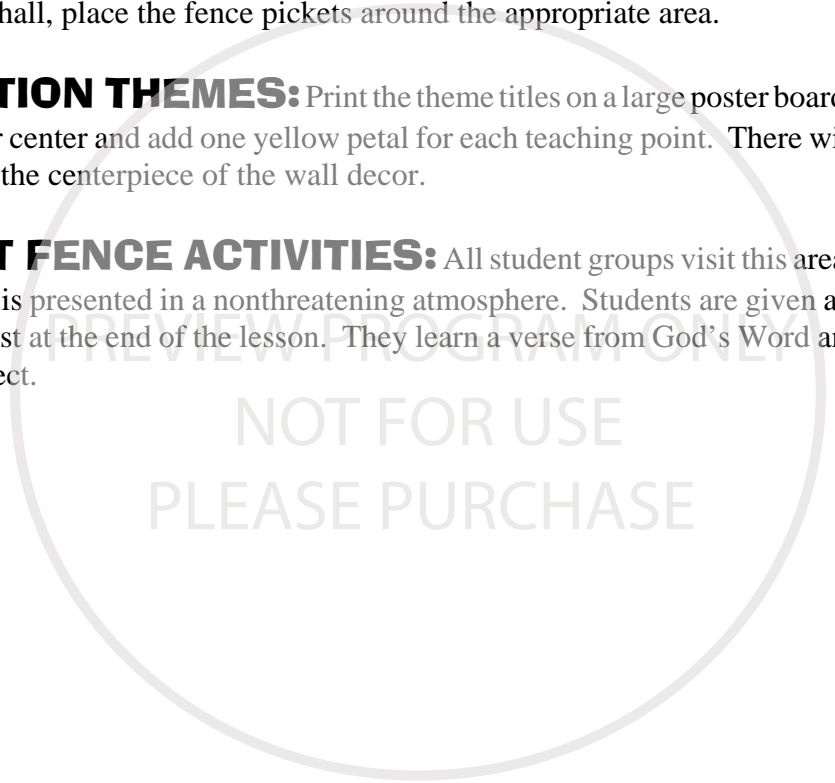 hall, place the fence pickets around the appropriate area.
TION THEMES: Print the theme titles on a large poster board
r center and add one yellow petal for each teaching point. There wi
the centerpiece of the wall decor.
T FENCE ACTIVITIES: All student groups visit this area
is presented in a nonthreatening atmosphere. Students are given a
st at the end of the lesson. They learn a verse from God's Word a
ect.
PREVIEW PROGRAM ONLY
NOT FOR USE
PLEASE PURCHASE